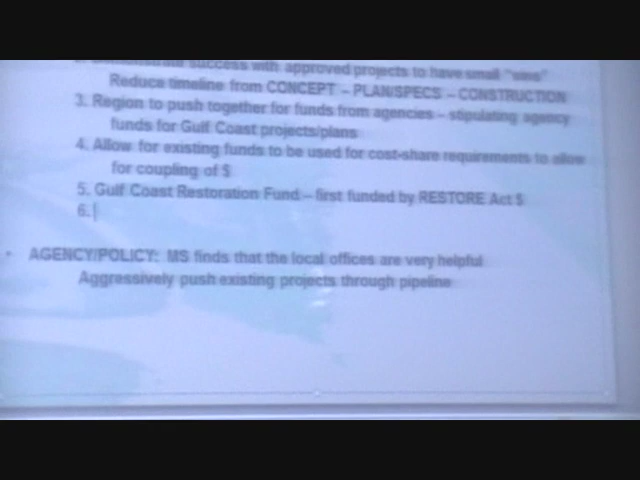 success with approved projects to have small "wins"
Reduce timeline from CONCEPT – PLAN/SPECS – CONSTRUCTION
3. Region to push together for funds from agencies – stipulating agency
funds for Gulf Coast projects/plans
4. Allow for existing funds to be used for cost-share requirements to allow
for coupling of $
5. Gulf Coast Restoration Fund – first funded by RESTORE Act $
6.
• AGENCY/POLICY: MS finds that the local offices are very helpful
Aggressively push existing projects through pipeline